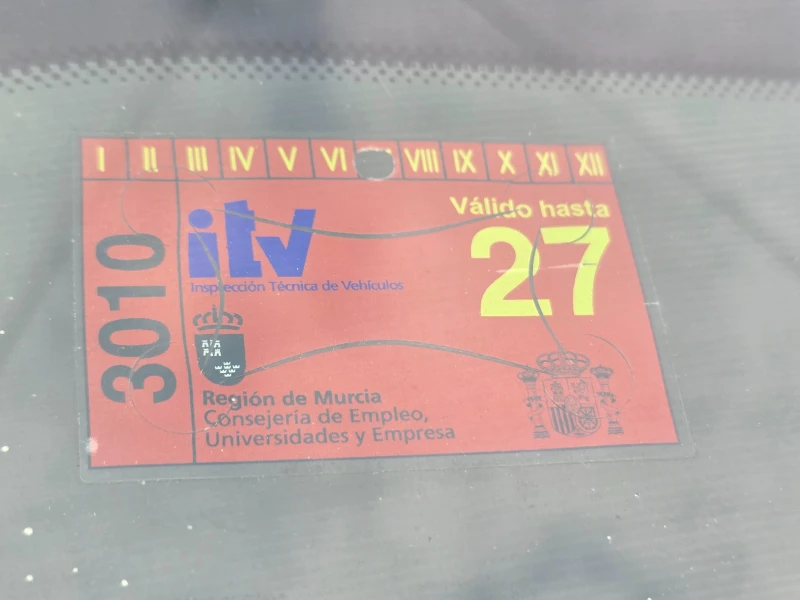 I II III IV V VI VIII IX X XI XII
3010
itv
Inspección Técnica de Vehículos
Válido hasta
27
Región de Murcia
Consejería de Empleo,
Universidades y Empresa